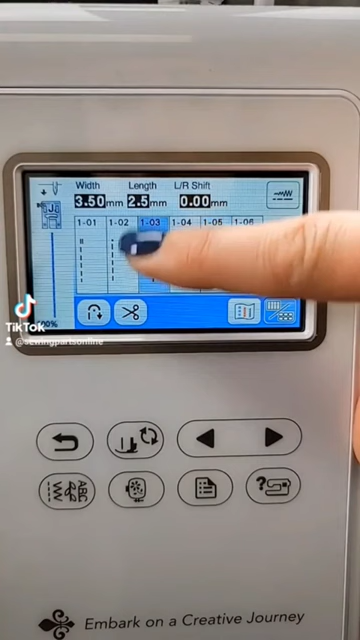 Width Length L/R Shift
3.50mm 2.5mm 0.00mm
1-01 1-02 1-03 1-04 1-05 1-06
TikTok
@sewingpartsonline
ABC
?
Embark on a Creative Journey